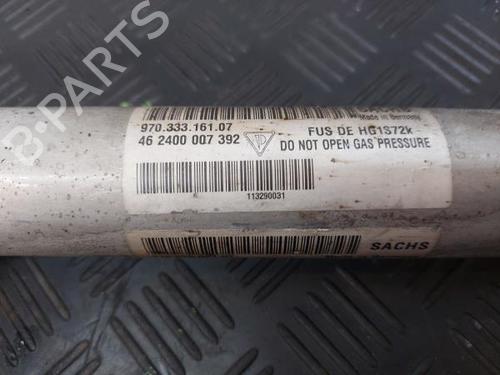 B-PARTS
Made in Germany
970.333.161.07
FUS DE HG1S72k
46 2400 007 392
DO NOT OPEN GAS PRESSURE
113290031
SACHS